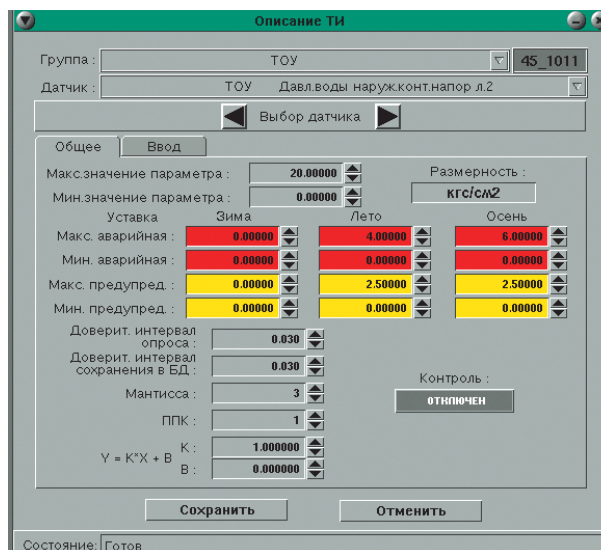 Описание ТИ
Группа : ТОУ 45_1011
Датчик : ТОУ Давл.воды наруж.конт.напор л.2
Выбор датчика
Общее Ввод
Макс.значение параметра : 20.00000 Размерность :
Мин.значение параметра : 0.00000 кгс/см2
Уставка Зима Лето Осень
Макс. аварийная : 0.00000 4.00000 6.00000
Мин. аварийная : 0.00000 0.00000 0.00000
Макс. предупред. : 0.00000 2.50000 2.50000
Мин. предупред. : 0.00000 0.00000 0.00000
Доверит. интервал
опроса : 0.030
Доверит. интервал
сохранения в БД : 0.030
Контроль :
Мантисса : 3
ОТКЛЮЧЕН
ППК : 1
Y = K*X + B
K : 1.000000
B : 0.000000
Сохранить Отменить
Состояние: Готов